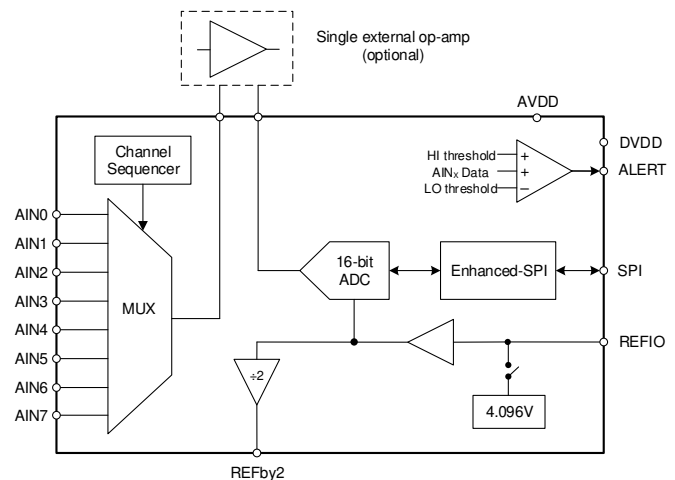 Single external op-amp
(optional)
AVDD
DVDD
Channel
Sequencer
HI threshold
AINx Data
LO threshold
+
+
−
ALERT
AIN0
AIN1
AIN2
AIN3
AIN4
AIN5
AIN6
AIN7
MUX
16-bit
ADC
Enhanced-SPI
SPI
REFIO
÷2
4.096V
REFby2